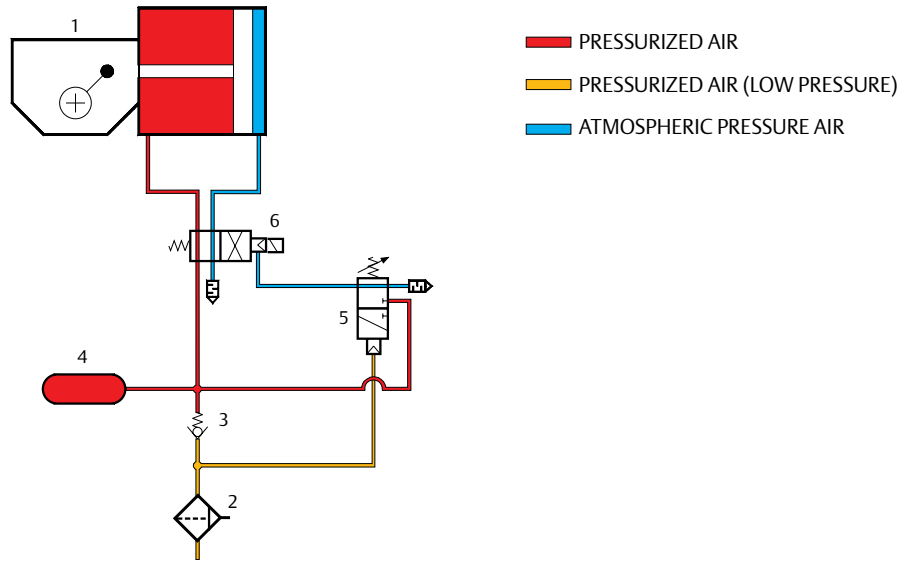 1
PRESSURIZED AIR
PRESSURIZED AIR (LOW PRESSURE)
ATMOSPHERIC PRESSURE AIR
6
5
4
3
2